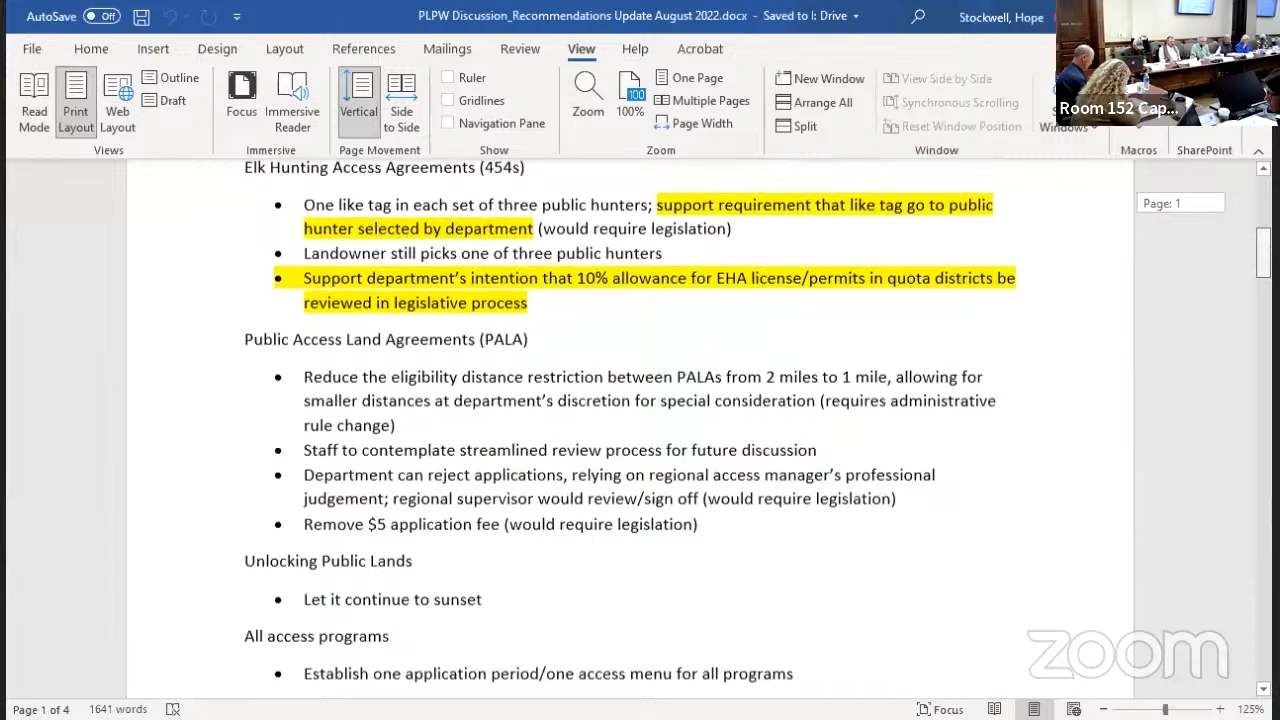 AutoSave Off PLPW Discussion_Recommendations Update August 2022.docx - Saved to I: Drive Stockwell, Hope
File Home Insert Design Layout References Mailings Review View Help Acrobat
Read Mode
Print Layout
Web Layout
Outline
Draft
Views
Focus
Immersive Reader
Immersive
Vertical
Side to Side
Page Movement
Ruler
Gridlines
Navigation Pane
Show
Zoom
100%
One Page
Multiple Pages
Page Width
Zoom
New Window
Arrange All
Split
View Side by Side
Synchronous Scrolling
Reset Window Position
Windows
Window
Macros
SharePoint
Room 152 Cap...
Elk Hunting Access Agreements (454s)
• One like tag in each set of three public hunters; support requirement that like tag go to public
hunter selected by department (would require legislation)
• Landowner still picks one of three public hunters
• Support department's intention that 10% allowance for EHA license/permits in quota districts be
reviewed in legislative process
Page: 1
Public Access Land Agreements (PALA)
• Reduce the eligibility distance restriction between PALAs from 2 miles to 1 mile, allowing for
smaller distances at department's discretion for special consideration (requires administrative
rule change)
• Staff to contemplate streamlined review process for future discussion
• Department can reject applications, relying on regional access manager's professional
judgement; regional supervisor would review/sign off (would require legislation)
• Remove $5 application fee (would require legislation)
Unlocking Public Lands
• Let it continue to sunset
All access programs
• Establish one application period/one access menu for all programs
zoom
Page 1 of 4 1641 words Focus 125%